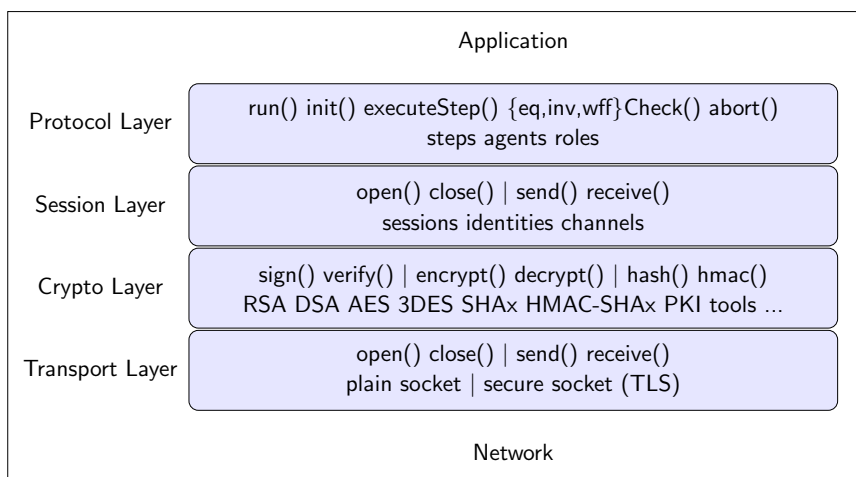 Application
Protocol Layer
run() init() executeStep() {eq,inv,wff}Check() abort()
steps agents roles
Session Layer
open() close() | send() receive()
sessions identities channels
Crypto Layer
sign() verify() | encrypt() decrypt() | hash() hmac()
RSA DSA AES 3DES SHAx HMAC-SHAx PKI tools ...
Transport Layer
open() close() | send() receive()
plain socket | secure socket (TLS)
Network